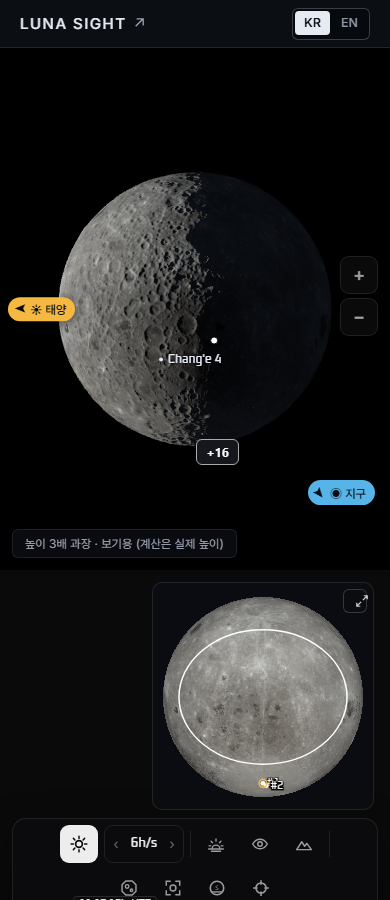 LUNA SIGHT ↗
KR EN
+
태양
−
Chang'e 4
+16
지구
높이 3배 과장 · 보기용 (계산은 실제 높이)
#2
‹ 6h/s ›